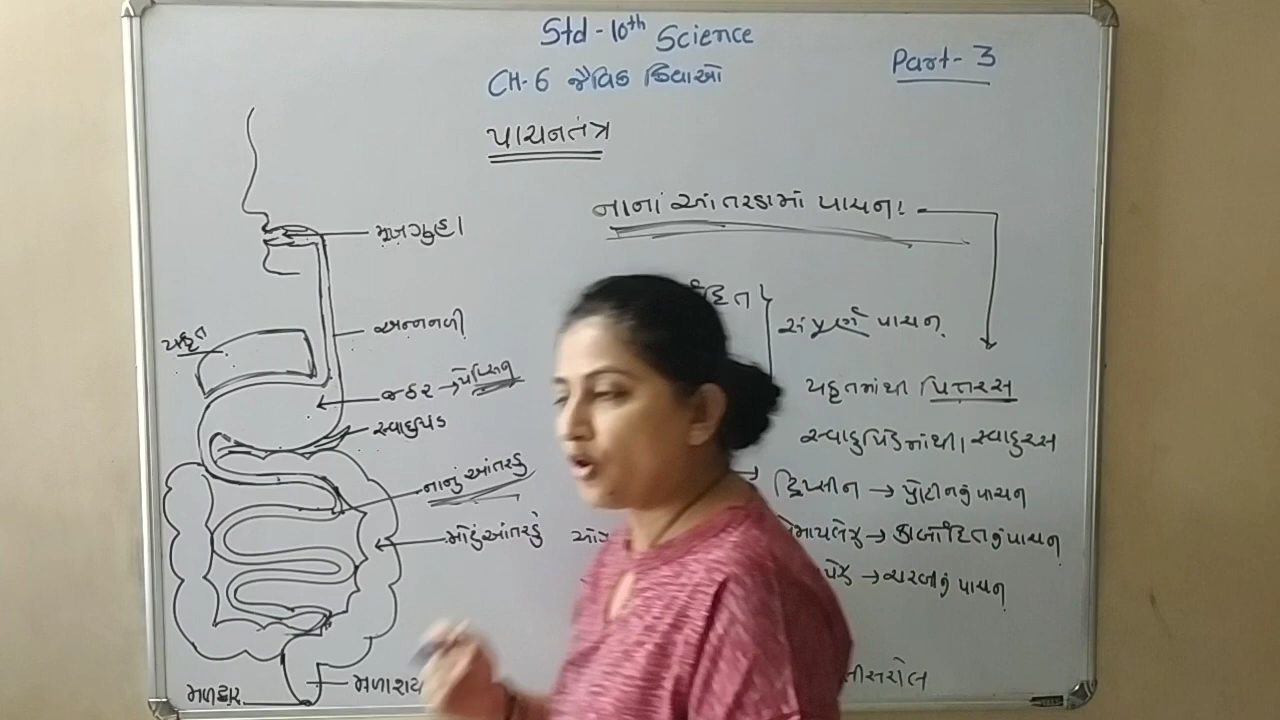 Std - 10th Science
CH-6 જૈવિક ક્રિયાઓ
Part - 3
પાચનતંત્ર
મુખગુહા
અન્નનળી
યકૃત
જઠર → પેપ્સિન
સ્વાદુપિંડ
નાનું આંતરડું
મોટું આંતરડું
મળાશય
મળદ્વાર
નાનાં આંતરડામાં પાચન:
સંપૂર્ણ પાચન
યકૃતમાંથી પિત્તરસ
સ્વાદુપિંડમાંથી સ્વાદુરસ
ટ્રિપ્સીન → પ્રોટીનનું પાચન
→ કાર્બોદિતનું પાચન
→ ચરબીનું પાચન